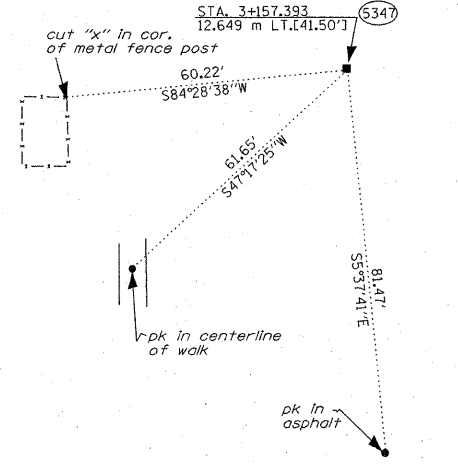 STA. 3+157.393
12.649 m LT.[41.50']
5347
cut "x" in cor.
of metal fence post
60.22'
S84°28'38"W
61.65'
S47°17'25"W
81.47'
S5°37'41"E
pk in centerline
of walk
pk in
asphalt